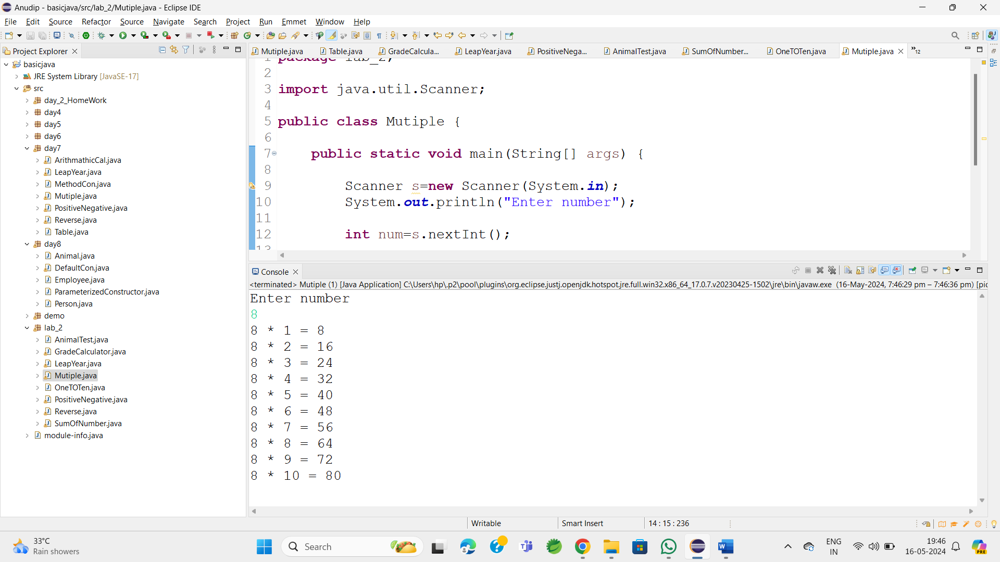 Anudip - basicjava/src/lab_2/Mutiple.java - Eclipse IDE
File Edit Source Refactor Source Navigate Search Project Run Emmet Window Help
Project Explorer
basicjava
JRE System Library [JavaSE-17]
src
day_2_HomeWork
day4
day5
day6
day7
ArithmathicCal.java
LeapYear.java
MethodCon.java
Mutiple.java
PositiveNegative.java
Reverse.java
Table.java
day8
Animal.java
DefaultCon.java
Employee.java
ParameterizedConstructor.java
Person.java
demo
lab_2
AnimalTest.java
GradeCalculator.java
LeapYear.java
Mutiple.java
OneTOTen.java
PositiveNegative.java
Reverse.java
SumOfNumber.java
module-info.java
Mutiple.java Table.java GradeCalcula... LeapYear.java PositiveNega... AnimalTest.java SumOfNumber... OneTOTen.java Mutiple.java »12
1 package lab_2;
2
3 import java.util.Scanner;
4
5 public class Mutiple {
6
7 public static void main(String[] args) {
8
9 Scanner s=new Scanner(System.in);
10 System.out.println("Enter number");
11
12 int num=s.nextInt();
13
Console
<terminated> Mutiple (1) [Java Application] C:\Users\hp\.p2\pool\plugins\org.eclipse.justj.openjdk.hotspot.jre.full.win32.x86_64_17.0.7.v20230425-1502\jre\bin\javaw.exe (16-May-2024, 7:46:29 pm – 7:46:36 pm) [pic
Enter number
8
8 * 1 = 8
8 * 2 = 16
8 * 3 = 24
8 * 4 = 32
8 * 5 = 40
8 * 6 = 48
8 * 7 = 56
8 * 8 = 64
8 * 9 = 72
8 * 10 = 80
Writable Smart Insert 14 : 15 : 236
33°C
Rain showers
Search
ENG
IN
19:46
16-05-2024
PRE